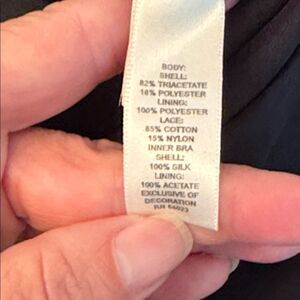 BODY:
SHELL:
82% TRIACETATE
18% POLYESTER
LINING:
100% POLYESTER
LACE:
85% COTTON
15% NYLON
INNER BRA
SHELL:
100% SILK
LINING:
100% ACETATE
EXCLUSIVE OF
DECORATION
54023